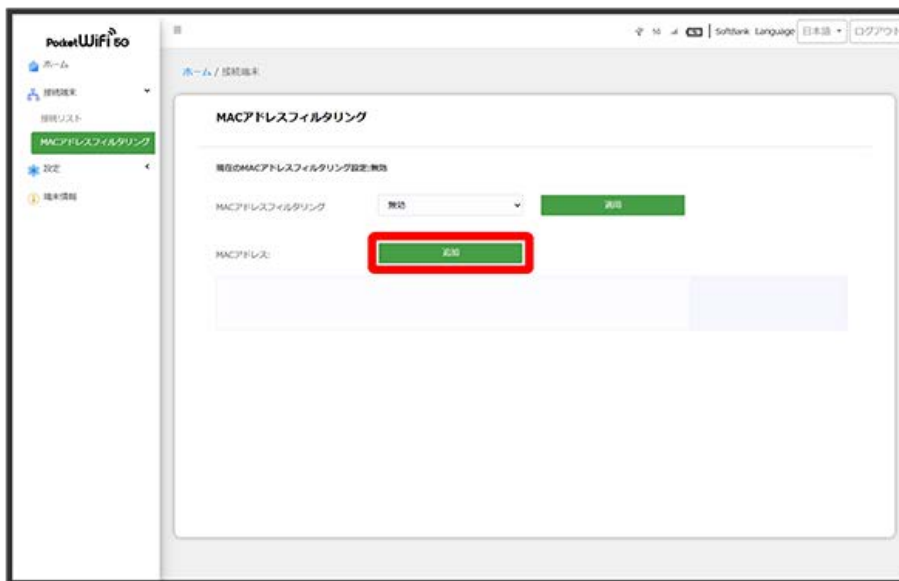 Pocket WiFi 5G
5G
SoftBank
Language
日本語
ログアウト
ホーム
接続端末
接続リスト
MACアドレスフィルタリング
設定
端末情報
ホーム / 接続端末
MACアドレスフィルタリング
現在のMACアドレスフィルタリング設定:無効
MACアドレスフィルタリング
無効
適用
MACアドレス:
追加